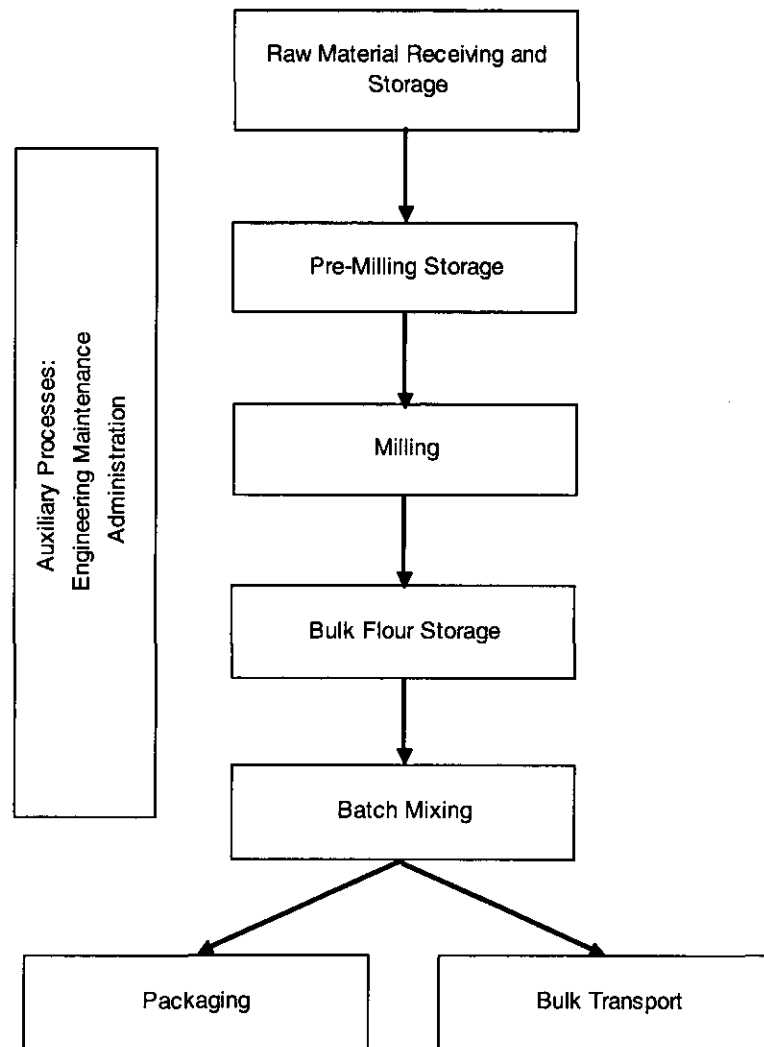 Raw Material Receiving and
Storage
Auxiliary Processes:
Engineering Maintenance
Administration
Pre-Milling Storage
Milling
Bulk Flour Storage
Batch Mixing
Packaging
Bulk Transport